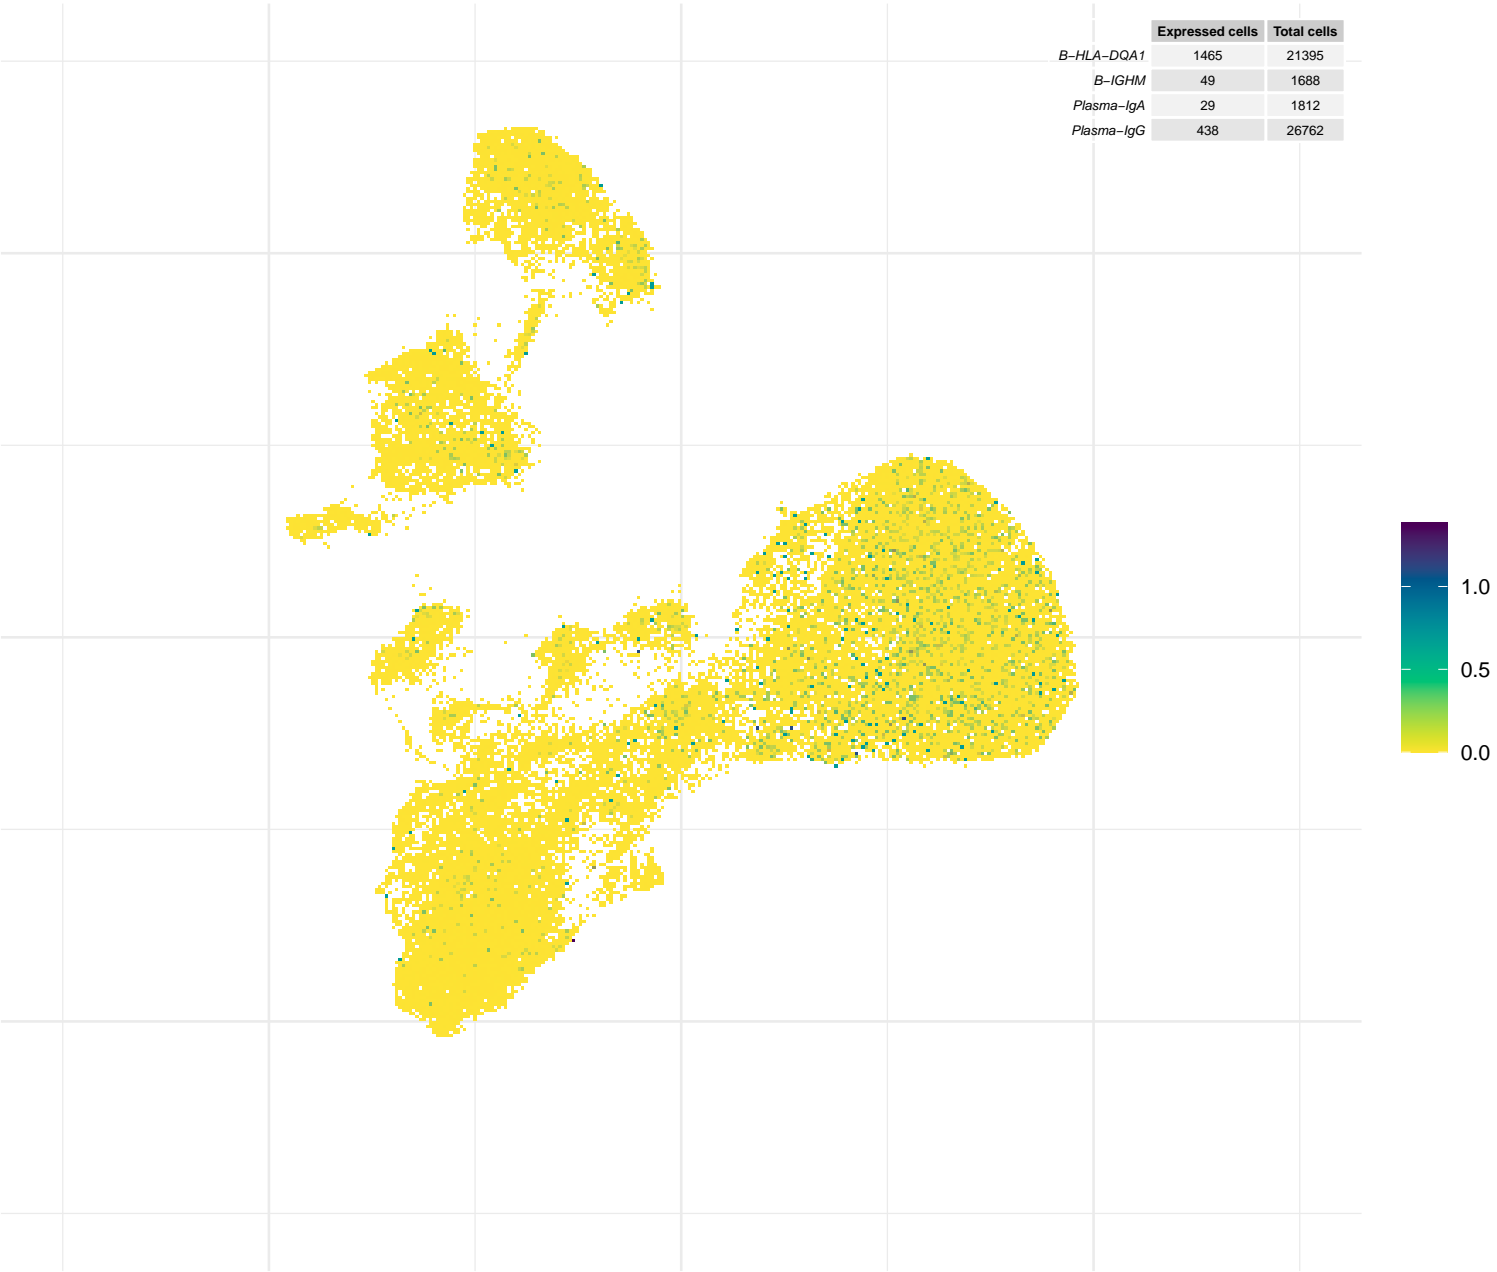 Expressed cells Total cells
B−HLA−DQA1 1465 21395
B−IGHM 49 1688
Plasma−IgA 29 1812
Plasma−IgG 438 26762
1.0
0.5
0.0